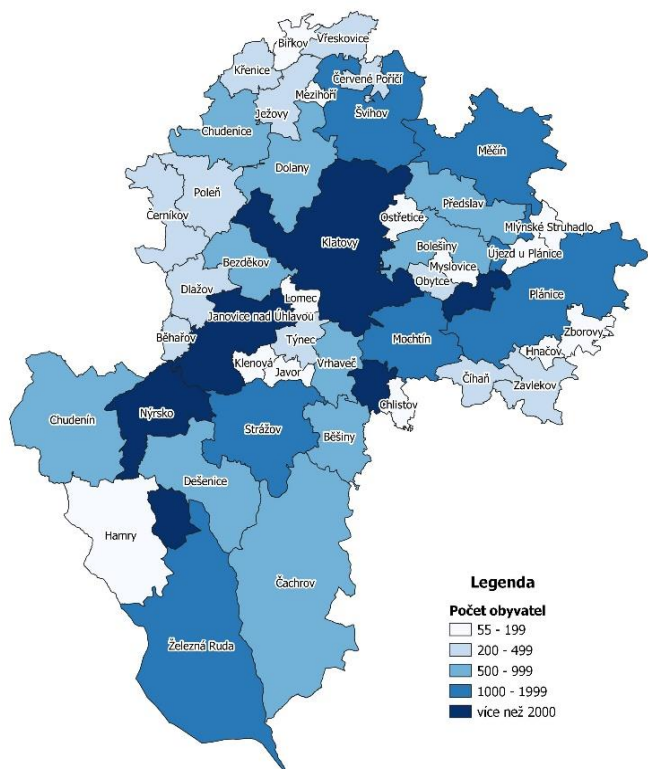 Biřkov
Vřeskovice
Křenice
Červené Poříčí
Mezihoří
Ježovy
Švihov
Chudenice
Měčín
Dolany
Poleň
Předslav
Černíkov
Ostřetice
Mlýnské Struhadlo
Klatovy
Bolešiny
Újezd u Plánice
Bezděkov
Myslovice
Obytce
Dlažov
Plánice
Lomec
Janovice nad Úhlavou
Zborovy
Běhařov
Týnec
Mochtín
Hnačov
Klenová
Javor
Vrhaveč
Číhaň
Zavlekov
Chlistov
Chudenín
Nýrsko
Strážov
Běšiny
Dešenice
Hamry
Čachrov
Železná Ruda
Legenda
Počet obyvatel
55 - 199
200 - 499
500 - 999
1000 - 1999
více než 2000